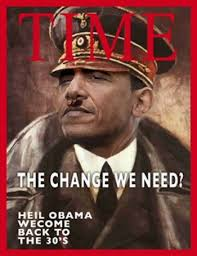 TIME
THE CHANGE WE NEED?
HEIL OBAMA
WECOME
BACK TO
THE 30'S